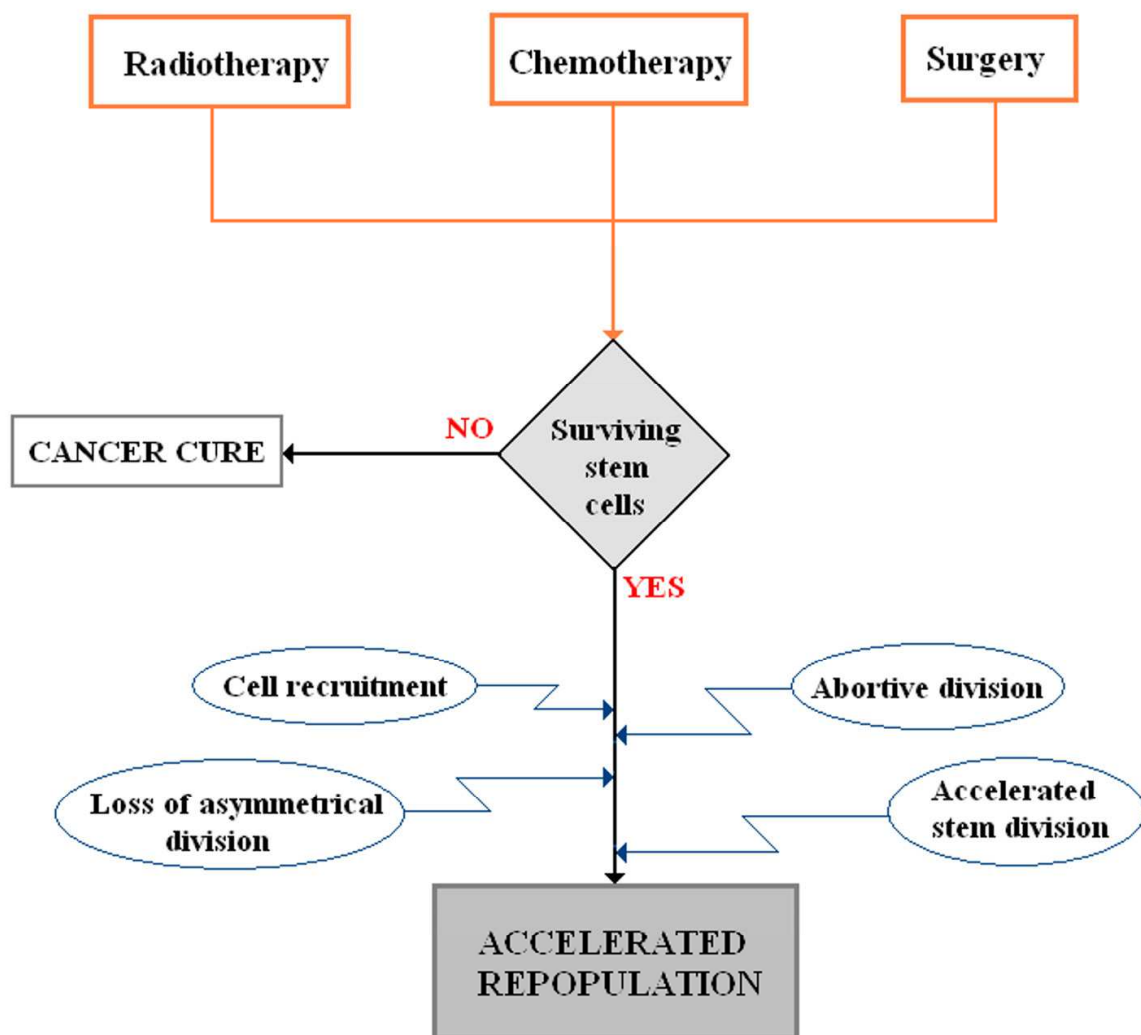 Radiotherapy
Chemotherapy
Surgery
NO
Surviving
stem
cells
CANCER CURE
YES
Cell recruitment
Abortive division
Loss of asymmetrical
division
Accelerated
stem division
ACCELERATED
REPOPULATION